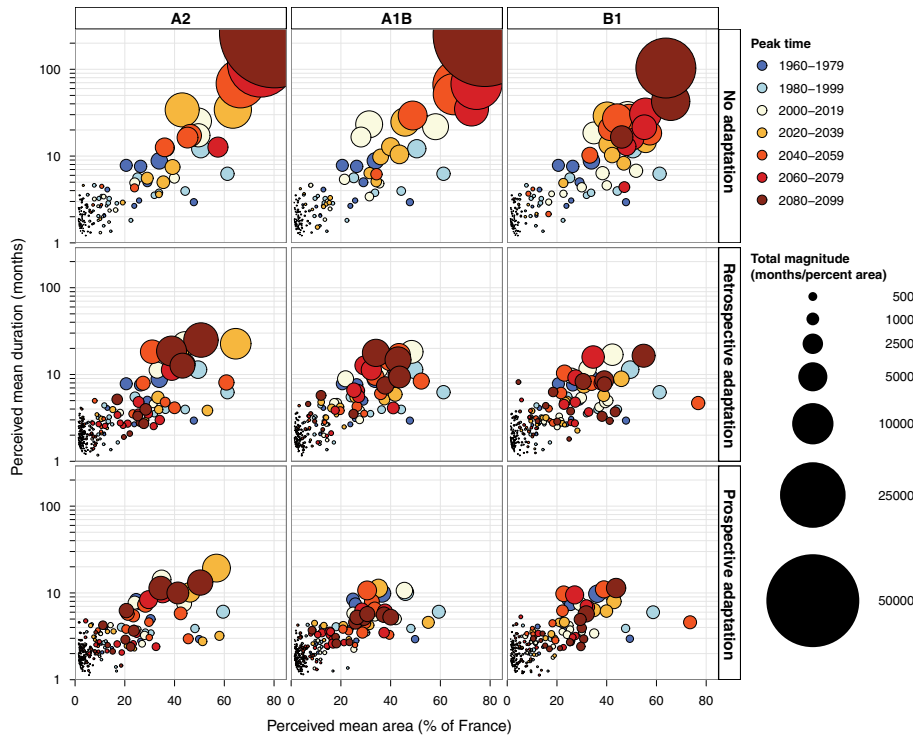 A2 A1B B1
No adaptation
Retrospective adaptation
Prospective adaptation
Perceived mean duration (months)
100
10
1
100
10
1
100
10
1
0 20 40 60 80 0 20 40 60 80 0 20 40 60 80
Perceived mean area (% of France)
Peak time
1960–1979
1980–1999
2000–2019
2020–2039
2040–2059
2060–2079
2080–2099
Total magnitude
(months/percent area)
500
1000
2500
5000
10000
25000
50000